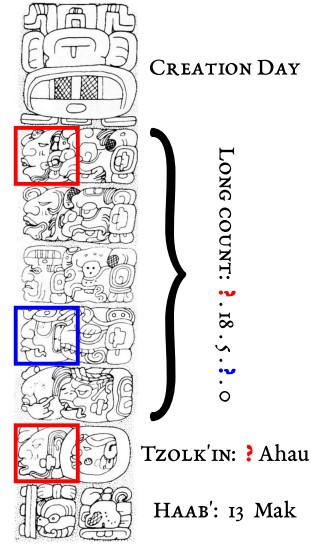 Creation Day
Long count: ? . 18 . 5 . ? . 0
Tzolk'in: ? Ahau
Haab': 13 Mak